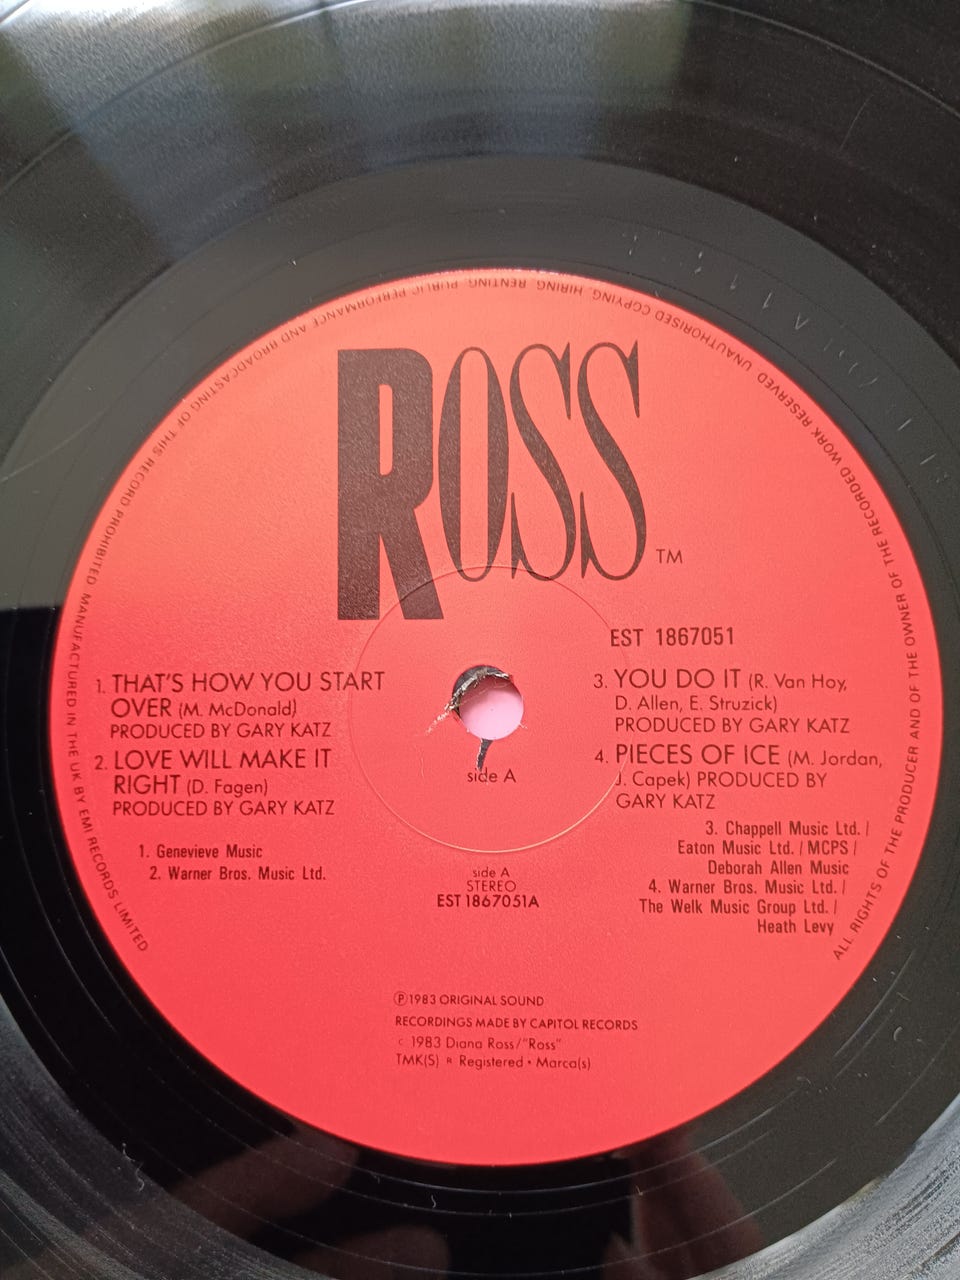 ROSS
TM
EST 1867051
1. THAT'S HOW YOU START
OVER (M. McDonald)
PRODUCED BY GARY KATZ
2. LOVE WILL MAKE IT
RIGHT (D. Fagen)
PRODUCED BY GARY KATZ
1. Genevieve Music
2. Warner Bros. Music Ltd.
side A
side A
STEREO
EST 1867051A
3. YOU DO IT (R. Van Hoy,
D. Allen, E. Struzick)
PRODUCED BY GARY KATZ
4. PIECES OF ICE (M. Jordan,
J. Capek) PRODUCED BY
GARY KATZ
3. Chappell Music Ltd. /
Eaton Music Ltd. / MCPS /
Deborah Allen Music
4. Warner Bros. Music Ltd. /
The Welk Music Group Ltd. /
Heath Levy
Ⓟ1983 ORIGINAL SOUND
RECORDINGS MADE BY CAPITOL RECORDS
c 1983 Diana Ross/"Ross"
TMK(S) ® Registered • Marca(s)
ALL RIGHTS OF THE PRODUCER AND OF THE OWNER OF THE RECORDED WORK RESERVED. UNAUTHORISED COPYING, HIRING, RENTING, PUBLIC PERFORMANCE AND BROADCASTING OF THIS RECORD PROHIBITED. MANUFACTURED IN THE UK BY EMI RECORDS LIMITED